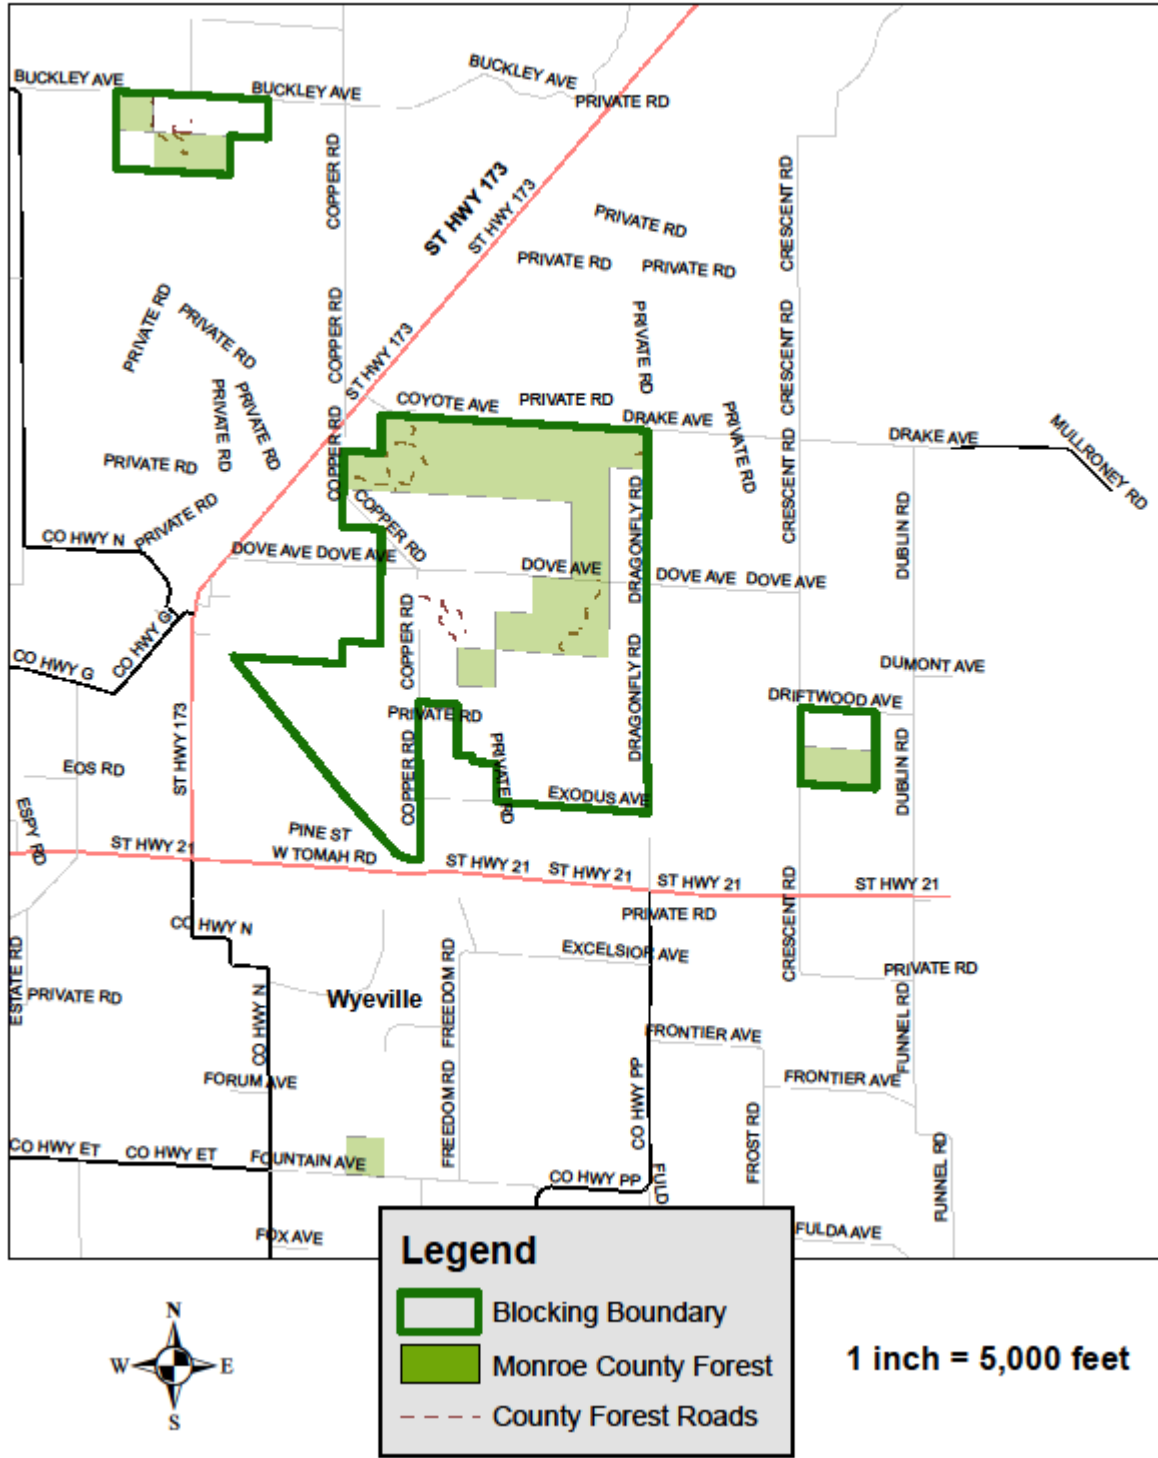 BUCKLEY AVE
BUCKLEY AVE
BUCKLEY AVE
PRIVATE RD
COPPER RD
ST HWY 173
ST HWY 173
CRESCENT RD
PRIVATE RD
PRIVATE RD
PRIVATE RD
PRIVATE RD
PRIVATE RD
COPPER RD
ST HWY 173
PRIVATE RD
CRESCENT RD
PRIVATE RD
PRIVATE RD
COYOTE AVE
PRIVATE RD
DRAKE AVE
PRIVATE RD
DRAKE AVE
MULLRONEY RD
COPPER RD
CRESCENT RD
PRIVATE RD
PRIVATE RD
COPPER RD
DRAGONFLY RD
DUBLIN RD
CO HWY N
DOVE AVE
DOVE AVE
DOVE AVE
DOVE AVE
DOVE AVE
CO HWY G
CO HWY G
COPPER RD
DRAGONFLY RD
DUMONT AVE
DRIFTWOOD AVE
PRIVATE RD
ST HWY 173
COPPER RD
PRIVATE RD
DUBLIN RD
EOS RD
EXODUS AVE
ESPY RD
PINE ST
ST HWY 21
W TOMAH RD
ST HWY 21
ST HWY 21
ST HWY 21
ST HWY 21
CRESCENT RD
PRIVATE RD
CO HWY N
EXCELSIOR AVE
PRIVATE RD
ESTATE RD
PRIVATE RD
CO HWY N
Wyeville
FREEDOM RD
FUNNEL RD
FRONTIER AVE
FORUM AVE
FREEDOM RD
CO HWY PP
FRONTIER AVE
FROST RD
CO HWY ET
CO HWY ET
FOUNTAIN AVE
CO HWY PP
FULD
FUNNEL RD
FOX AVE
FULDA AVE
Legend
Blocking Boundary
Monroe County Forest
County Forest Roads
N
W
E
S
1 inch = 5,000 feet